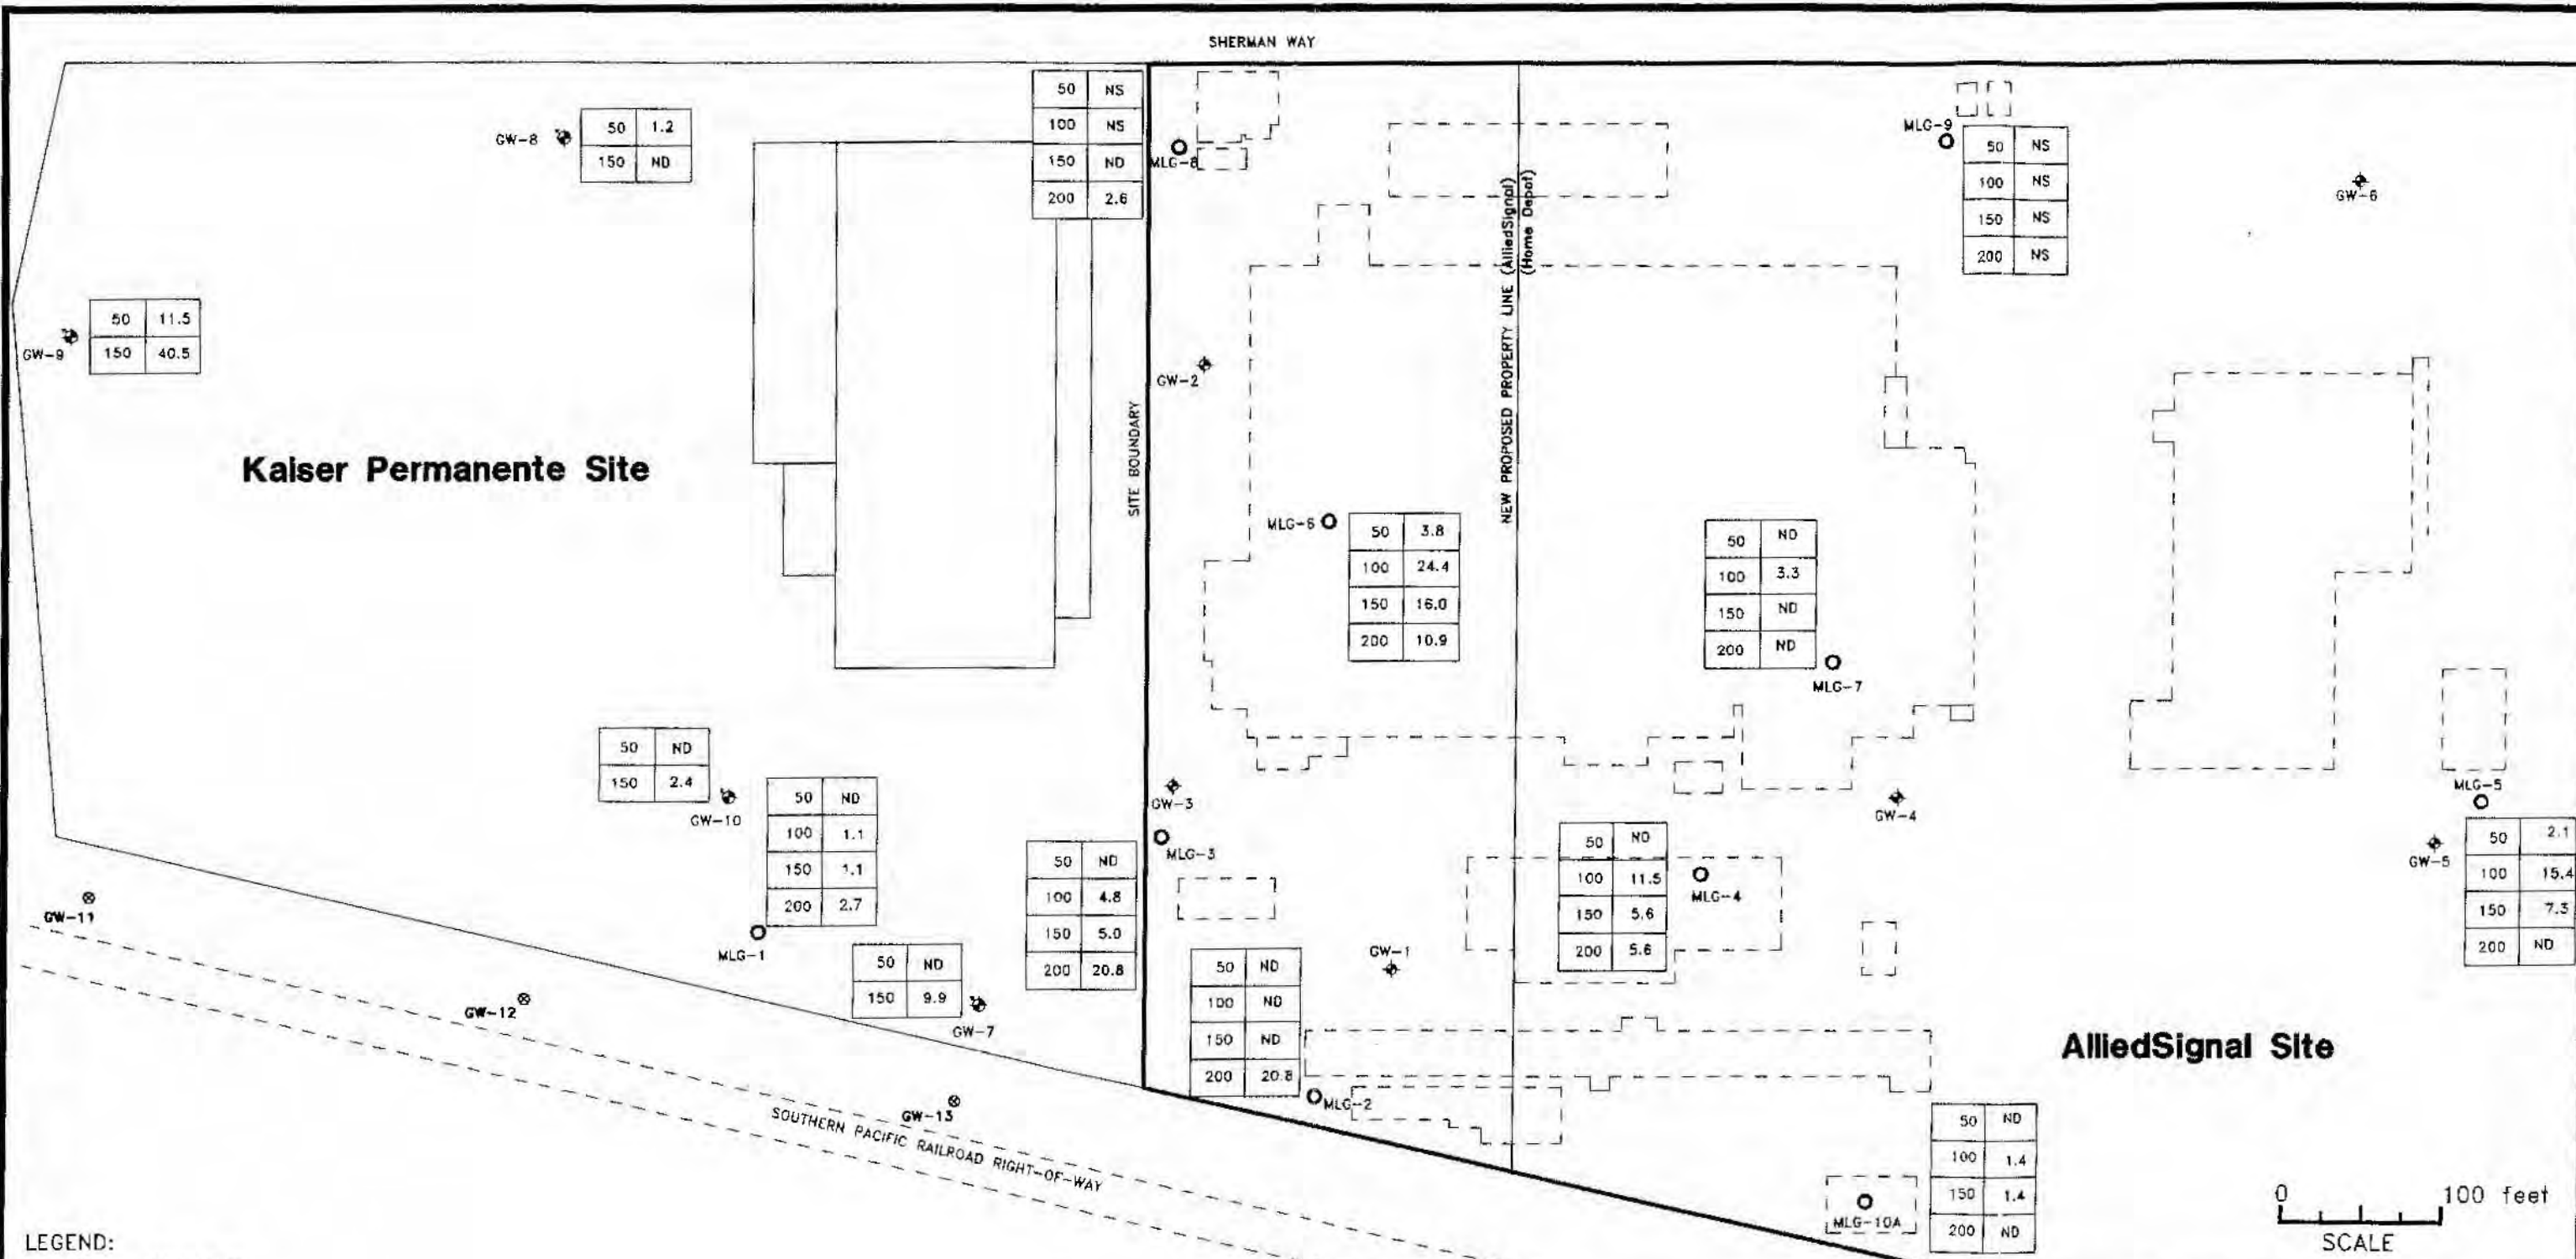 SHERMAN WAY
GW-8
50 1.2
150 ND
50 NS
100 NS
150 ND
200 2.6
MLG-8
MLG-9
50 NS
100 NS
150 NS
200 NS
GW-6
NEW PROPOSED PROPERTY LINE (AlliedSignal)
(Home Depot)
GW-9
50 11.5
150 40.5
GW-2
SITE BOUNDARY
Kaiser Permanente Site
MLG-6
50 3.8
100 24.4
150 16.0
200 10.9
50 ND
100 3.3
150 ND
200 ND
MLG-7
50 ND
150 2.4
GW-10
50 ND
100 1.1
150 1.1
200 2.7
MLG-1
GW-3
MLG-3
50 ND
100 4.8
150 5.0
200 20.8
50 ND
100 11.5
150 5.6
200 5.6
MLG-4
GW-4
MLG-5
GW-5
50 2.1
100 15.4
150 7.3
200 ND
GW-11
GW-12
50 ND
150 9.9
GW-7
GW-1
50 ND
100 ND
150 ND
200 20.8
MLG-2
GW-13
SOUTHERN PACIFIC RAILROAD RIGHT-OF-WAY
AlliedSignal Site
50 ND
100 1.4
150 1.4
200 ND
MLG-10A
0 100 feet
SCALE
LEGEND: